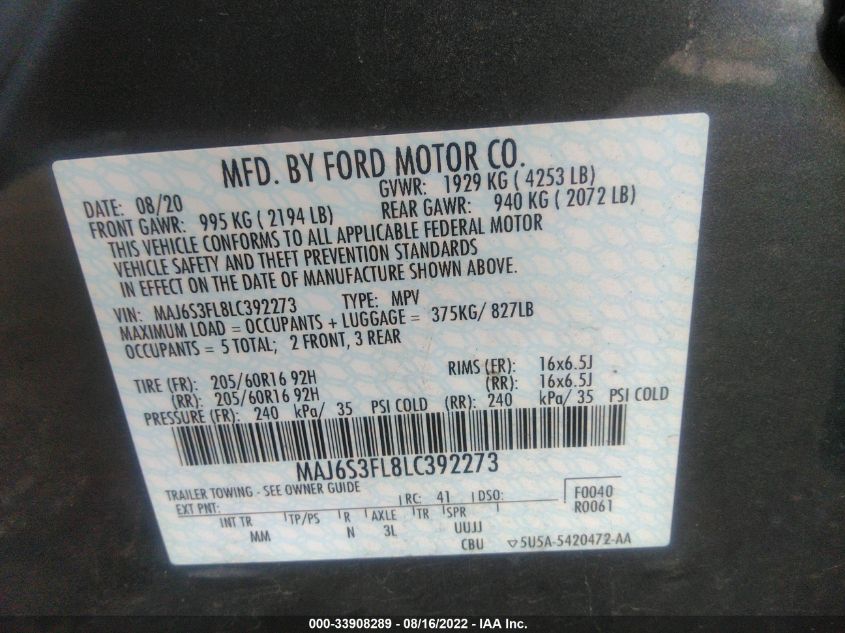 MFD. BY FORD MOTOR CO.
DATE: 08/20 GVWR: 1929 KG ( 4253 LB)
FRONT GAWR: 995 KG ( 2194 LB) REAR GAWR: 940 KG ( 2072 LB)
THIS VEHICLE CONFORMS TO ALL APPLICABLE FEDERAL MOTOR
VEHICLE SAFETY AND THEFT PREVENTION STANDARDS
IN EFFECT ON THE DATE OF MANUFACTURE SHOWN ABOVE.
VIN: MAJ6S3FL8LC392273 TYPE: MPV
MAXIMUM LOAD = OCCUPANTS + LUGGAGE = 375KG/ 827LB
OCCUPANTS = 5 TOTAL; 2 FRONT, 3 REAR
TIRE (FR): 205/60R16 92H RIMS (FR): 16x6.5J
(RR): 205/60R16 92H (RR): 16x6.5J
PRESSURE (FR): 240 kPa/ 35 PSI COLD (RR): 240 kPa/ 35 PSI COLD
MAJ6S3FL8LC392273
TRAILER TOWING - SEE OWNER GUIDE
EXT PNT: RC: 41 DSO: F0040
R0061
INT TR TP/PS R AXLE TR SPR
MM N 3L UUJJ
CBU ▽5U5A-5420472-AA
000-33908289 - 08/16/2022 - IAA Inc.